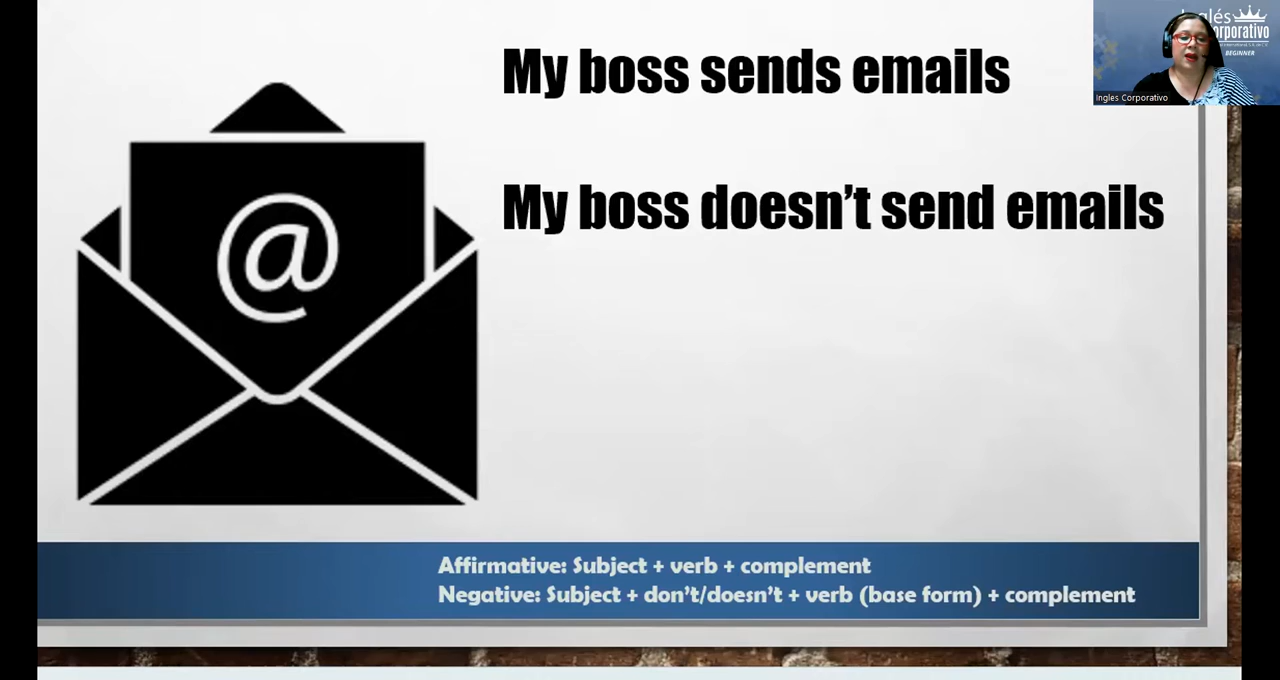 My boss sends emails
My boss doesn’t send emails
@
Affirmative: Subject + verb + complement
Negative: Subject + don’t/doesn’t + verb (base form) + complement
BEGINNER
Ingles Corporativo